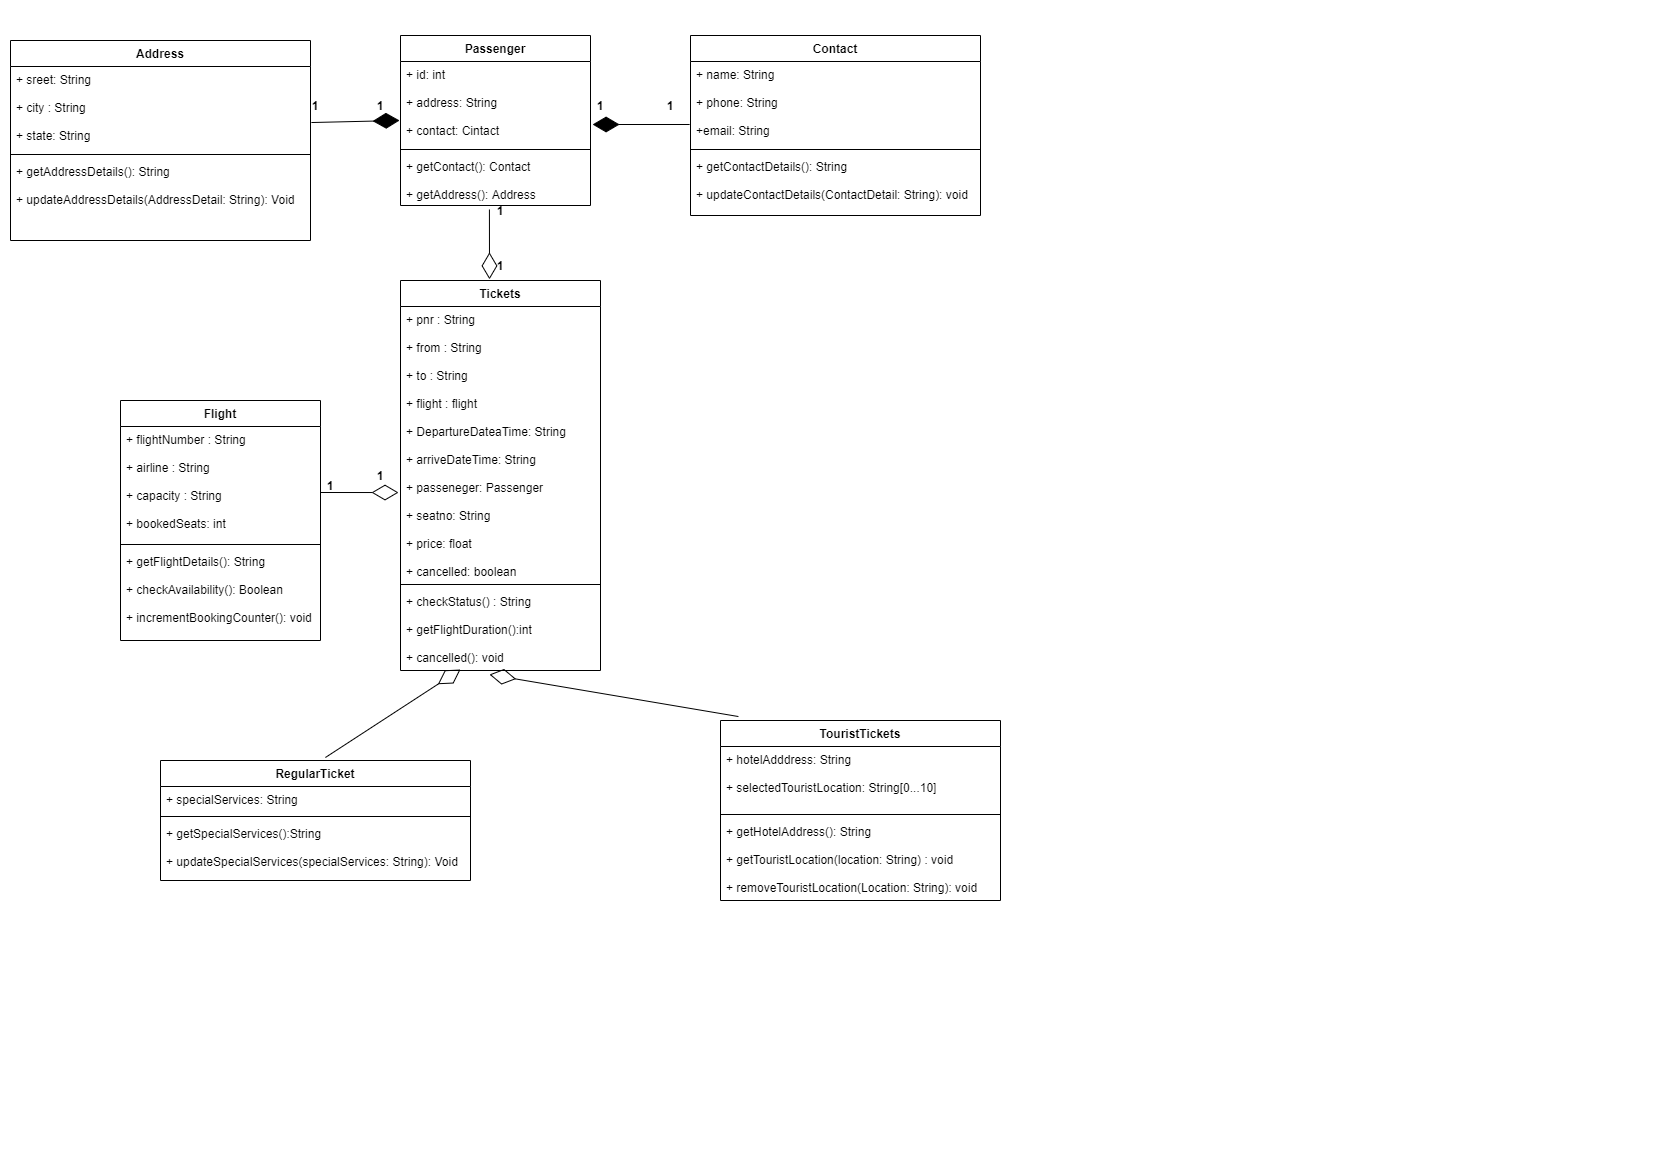 Address
+ sreet: String
+ city : String
+ state: String
+ getAddressDetails(): String
+ updateAddressDetails(AddressDetail: String): Void
1
1
Passenger
+ id: int
+ address: String
+ contact: Cintact
+ getContact(): Contact
+ getAddress(): Address
1
1
Contact
+ name: String
+ phone: String
+email: String
+ getContactDetails(): String
+ updateContactDetails(ContactDetail: String): void
1
1
Tickets
+ pnr : String
+ from : String
+ to : String
+ flight : flight
+ DepartureDateaTime: String
+ arriveDateTime: String
+ passeneger: Passenger
+ seatno: String
+ price: float
+ cancelled: boolean
+ checkStatus() : String
+ getFlightDuration():int
+ cancelled(): void
Flight
+ flightNumber : String
+ airline : String
+ capacity : String
+ bookedSeats: int
+ getFlightDetails(): String
+ checkAvailability(): Boolean
+ incrementBookingCounter(): void
1
1
RegularTicket
+ specialServices: String
+ getSpecialServices():String
+ updateSpecialServices(specialServices: String): Void
TouristTickets
+ hotelAdddress: String
+ selectedTouristLocation: String[0...10]
+ getHotelAddress(): String
+ getTouristLocation(location: String) : void
+ removeTouristLocation(Location: String): void